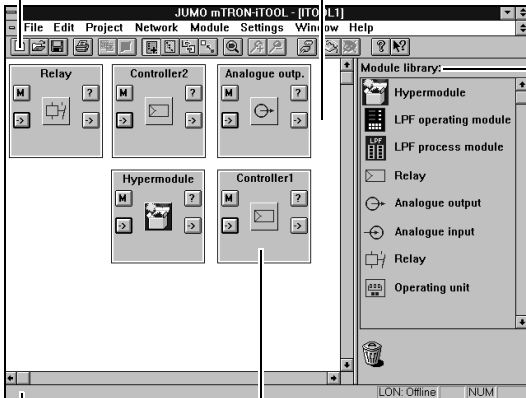 JUMO mTRON-iTOOL - [ITOOL1]
File Edit Project Network Module Settings Window Help
Relay
M ?
-> ->
Controller2
M ?
-> ->
Analogue outp.
M ?
-> ->
Hypermodule
M ?
-> ->
Controller1
M ?
-> ->
Module library:
Hypermodule
LPF operating module
LPF
LPF process module
Relay
Analogue output
Analogue input
Relay
Operating unit
LON: Offline NUM